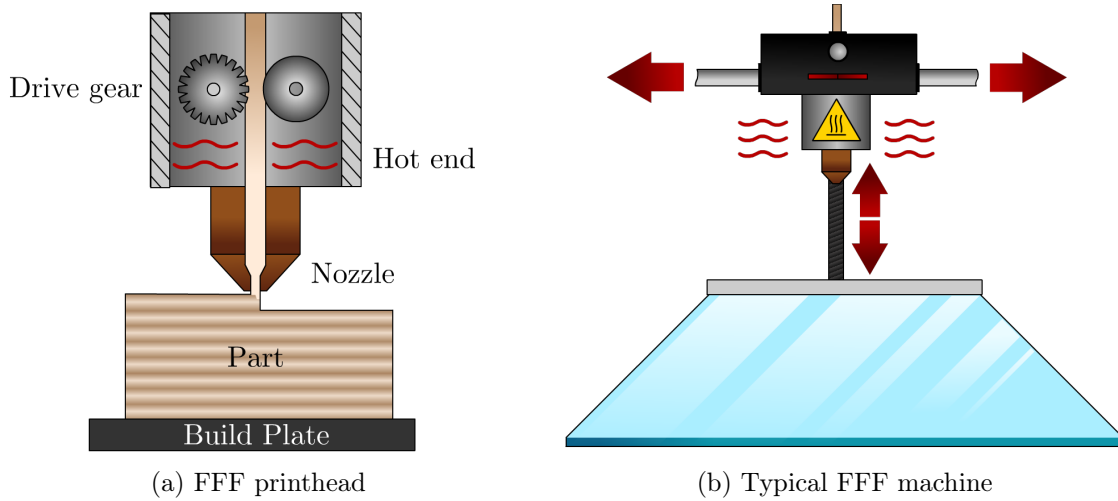 Drive gear
Hot end
Nozzle
Part
Build Plate
(a) FFF printhead
(b) Typical FFF machine